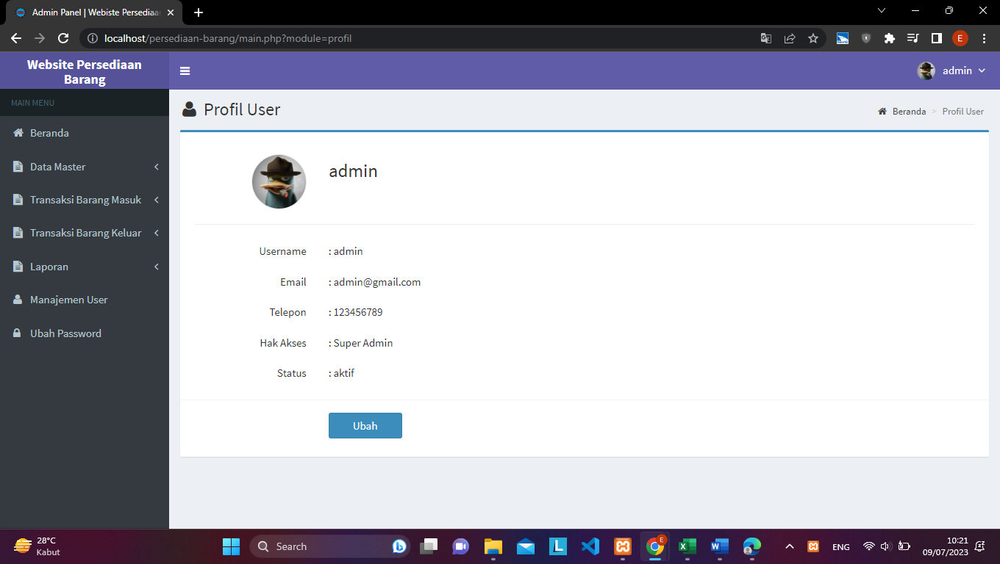 Admin Panel | Webiste Persediaan
localhost/persediaan-barang/main.php?module=profil
E
Website Persediaan
Barang
admin
MAIN MENU
Profil User
Beranda > Profil User
Beranda
Data Master
Transaksi Barang Masuk
Transaksi Barang Keluar
Laporan
Manajemen User
Ubah Password
admin
Username : admin
Email : admin@gmail.com
Telepon : 123456789
Hak Akses : Super Admin
Status : aktif
Ubah
28°C
Kabut
Search
L
E
ENG
10:21
09/07/2023